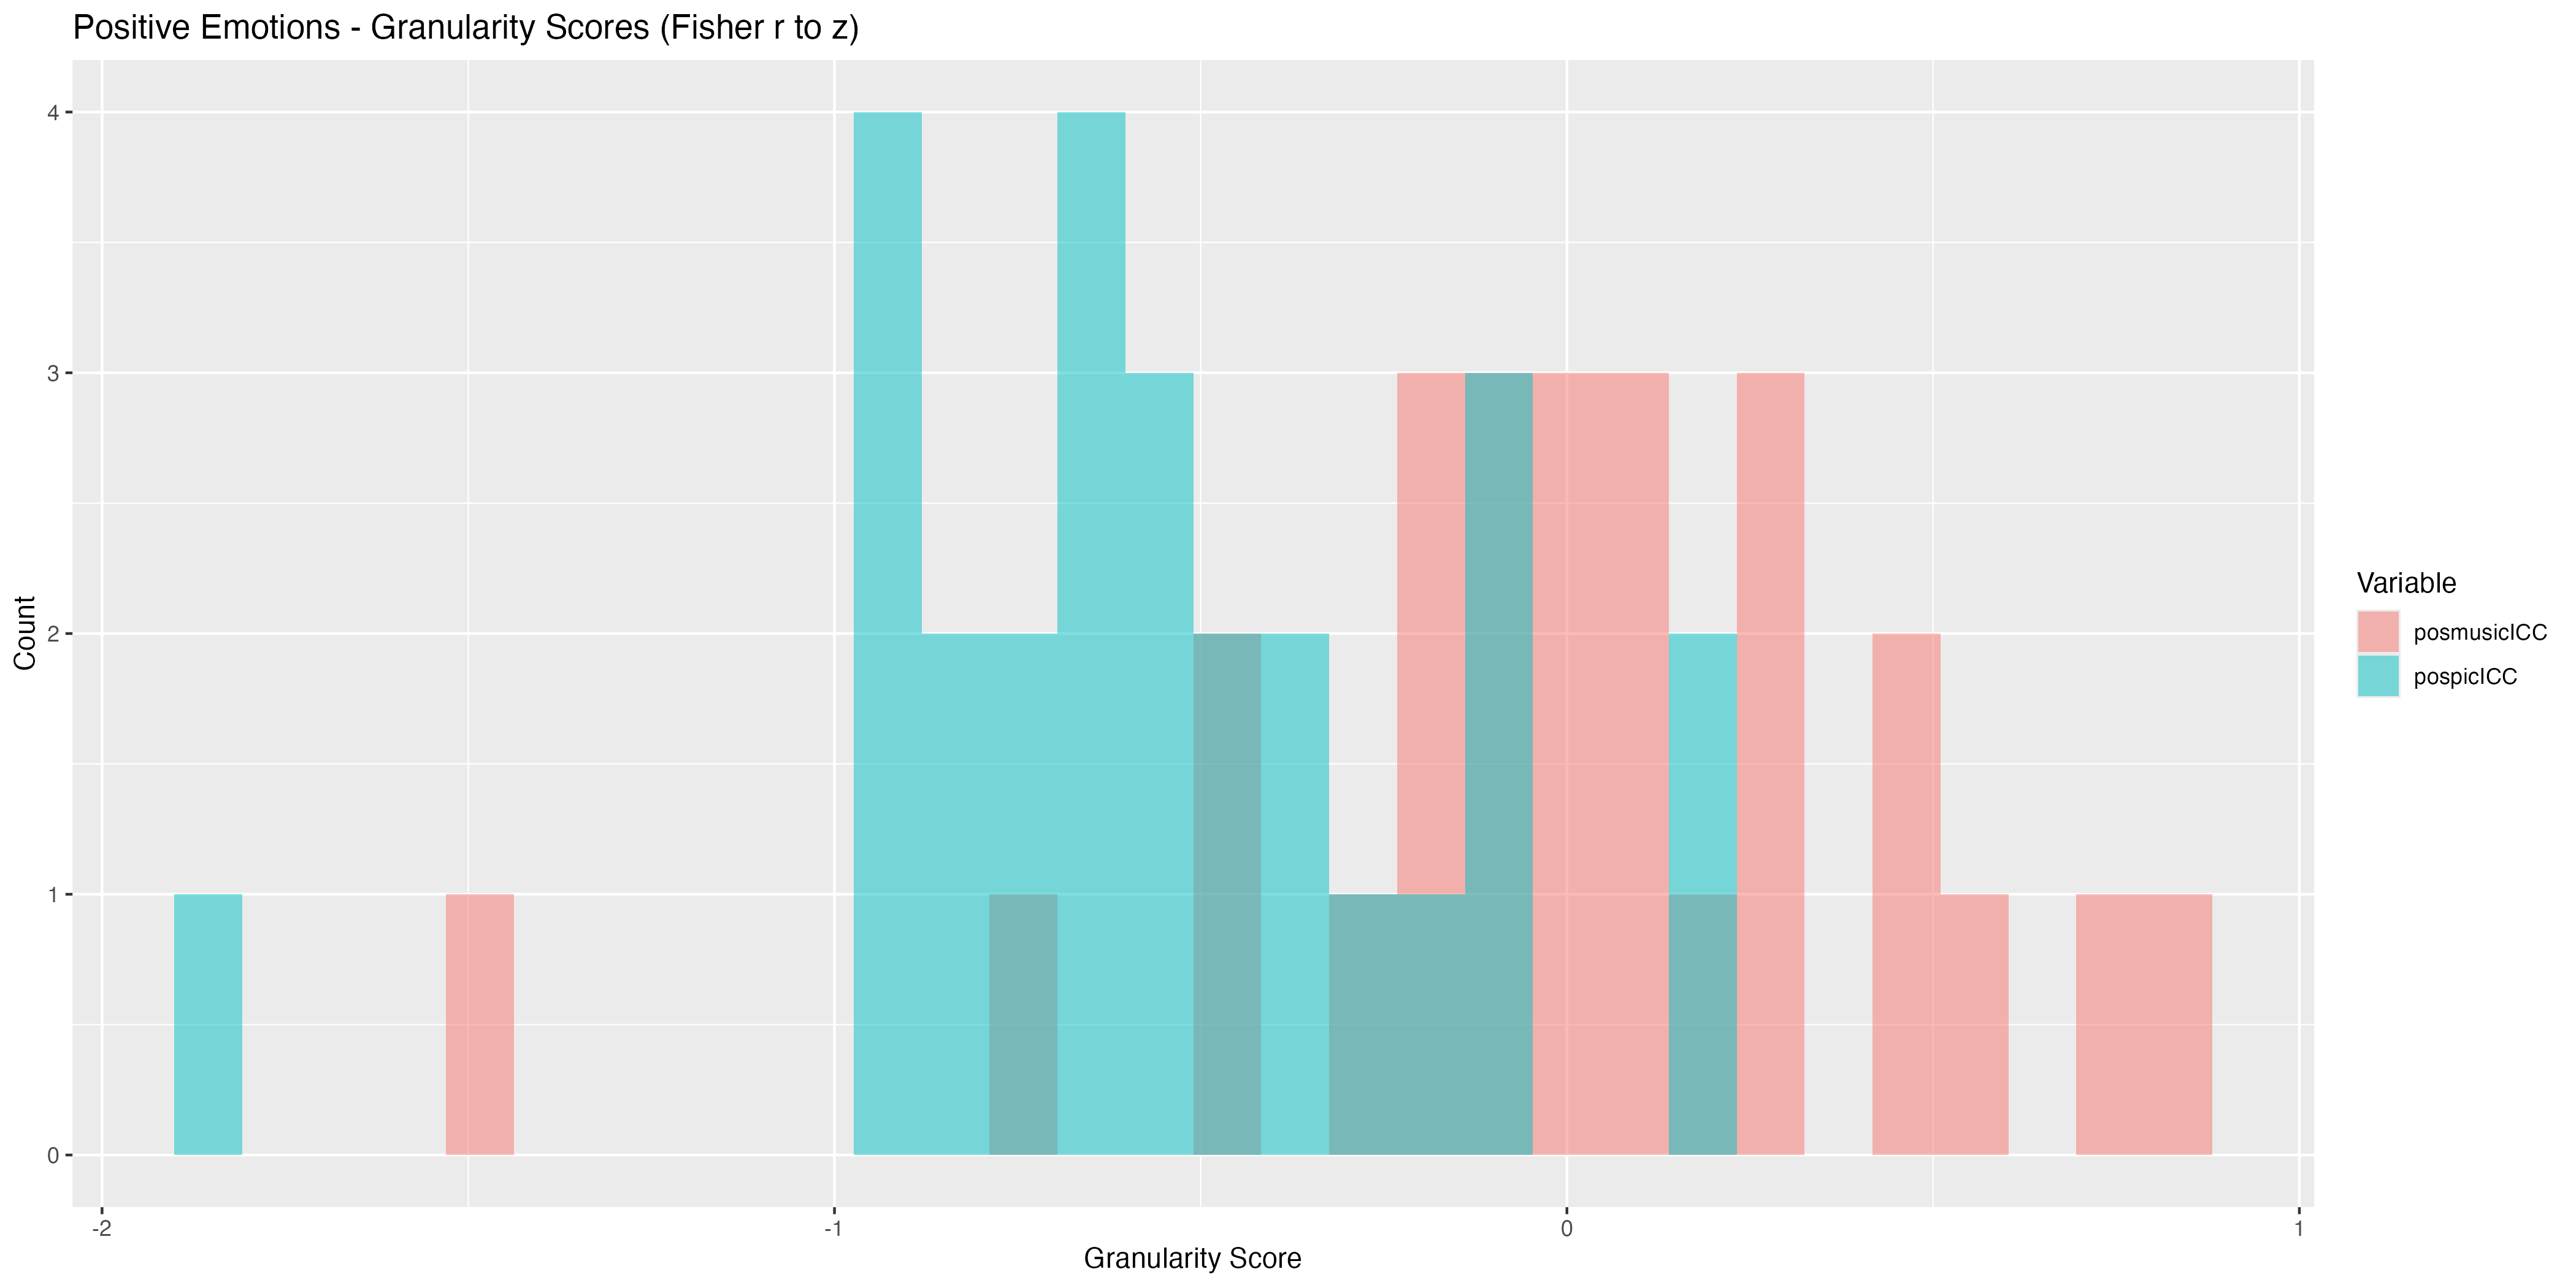 Positive Emotions - Granularity Scores (Fisher r to z)
4
3
2
1
0
Count
-2
-1
0
1
Granularity Score
Variable
posmusicICC
pospicICC